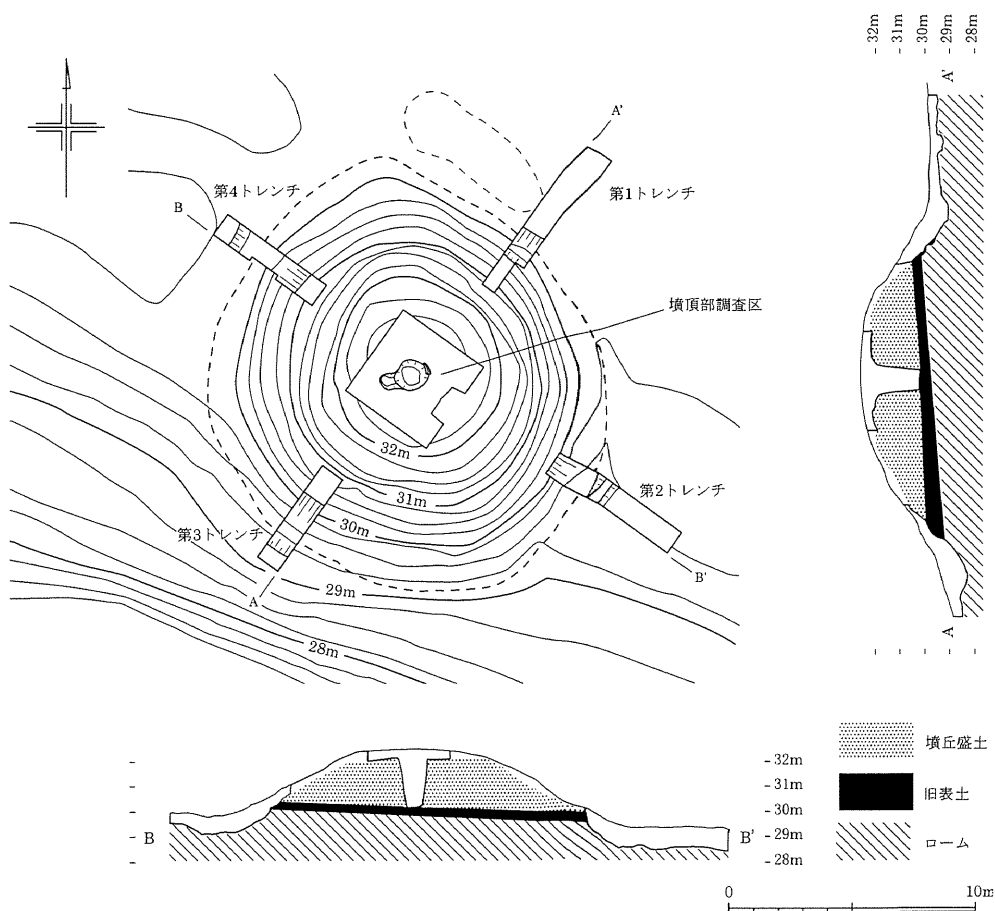 - 32m
- 31m
- 30m
- 29m
- 28m
A'
A'
第4トレンチ
第1トレンチ
B
墳頂部調査区
32m
31m
第2トレンチ
30m
第3トレンチ
B'
29m
A
28m
A
- 32m
- 31m
- 30m
- 29m
- 28m
B
B'
墳丘盛土
旧表土
ローム
0
10m